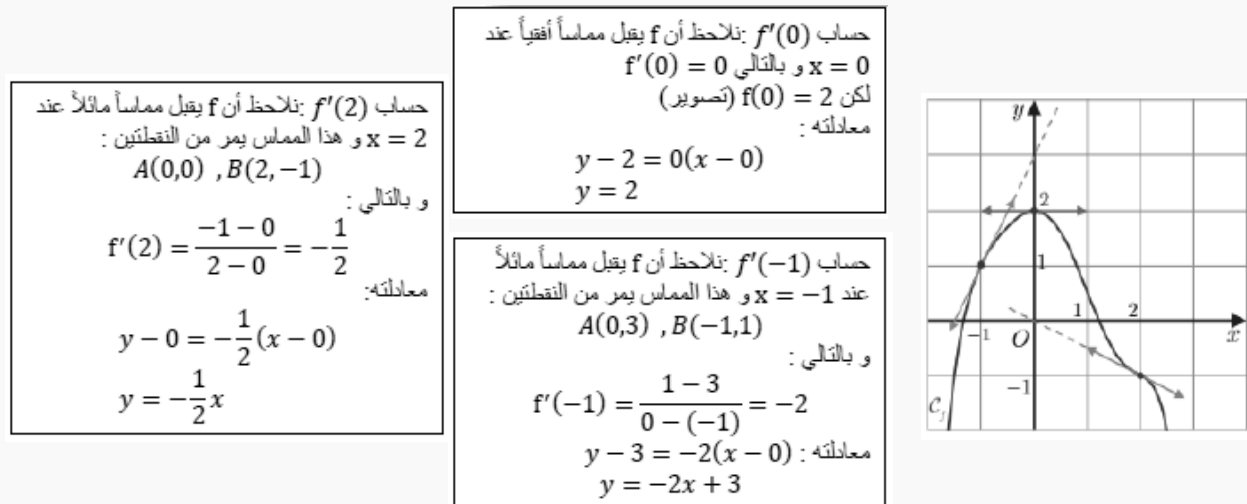 حساب f′(0) :نلاحظ أن f يقبل مماساً أفقياً عند
x = 0 و بالتالي f′(0) = 0
لكن f(0) = 2 (تصوير)
معادلته :
y − 2 = 0(x − 0)
y = 2
حساب f′(2) :نلاحظ أن f يقبل مماساً مائلاً عند
x = 2 و هذا المماس يمر من النقطتين :
A(0,0) ,B(2,−1)
و بالتالي :
f′(2) = (−1 − 0)/(2 − 0) = −1/2
معادلته:
y − 0 = −1/2(x − 0)
y = −1/2x
حساب f′(−1) :نلاحظ أن f يقبل مماساً مائلاً
عند x = −1 و هذا المماس يمر من النقطتين :
A(0,3) ,B(−1,1)
و بالتالي :
f′(−1) = (1 − 3)/(0 − (−1)) = −2
معادلته : y − 3 = −2(x − 0)
y = −2x + 3
y
2
1
1 2
−1 O x
−1
C_f